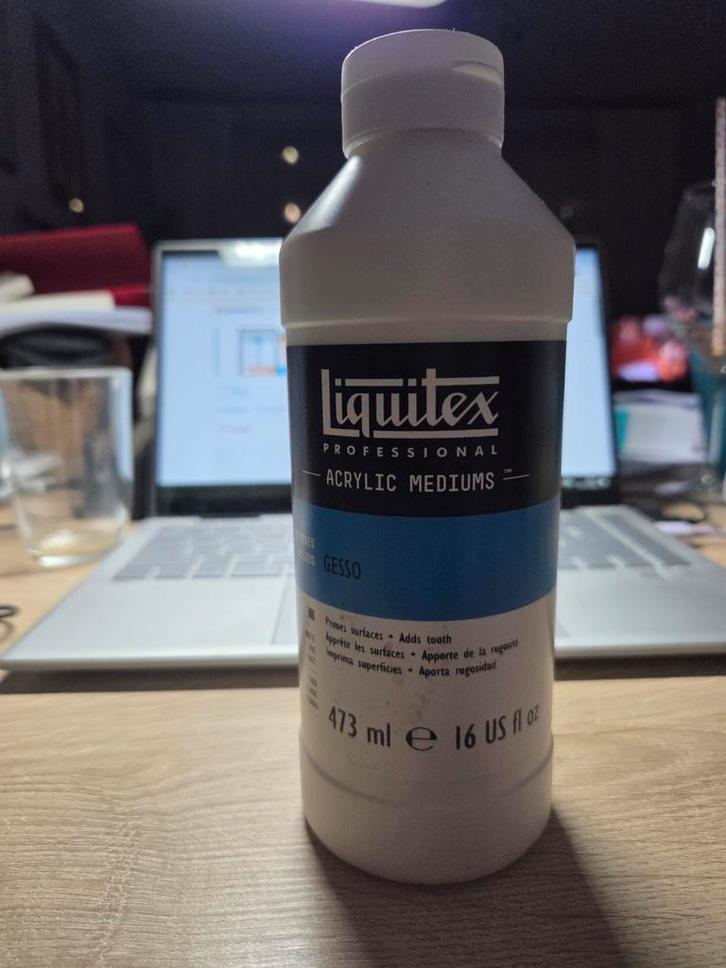 Liquitex
PROFESSIONAL
ACRYLIC MEDIUMS™
GESSO
Primes surfaces • Adds tooth
Apprête les surfaces • Apporte de la rugosité
Imprima superficies • Aporta rugosidad
473 ml ℮ 16 US fl oz